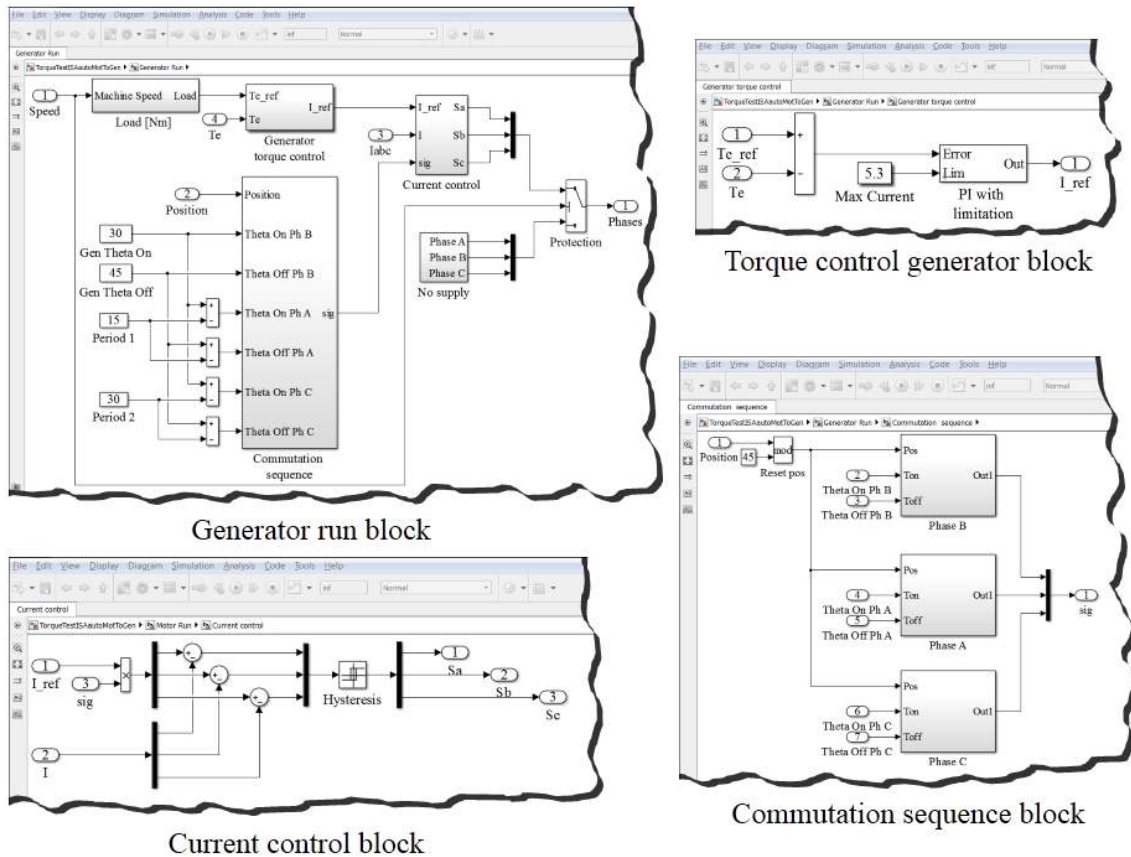 File Edit View Display Diagram Simulation Analysis Code Tools Help
Inf Normal
Generator Run
TorqueTestISAautoMotToGen Generator Run
1
Speed
Machine Speed Load
Load [Nm]
Te_ref
Te
I_ref
4
Te
Generator
torque control
I_ref
I
sig
Sa
Sb
Sc
3
Iabc
Current control
2
Position
Position
30
Gen Theta On
Theta On Ph B
45
Gen Theta Off
Theta Off Ph B
15
Period 1
Theta On Ph A
sig
Theta Off Ph A
30
Period 2
Theta On Ph C
Theta Off Ph C
Commutation
sequence
Phase A
Phase B
Phase C
No supply
Protection
1
Phases
Generator run block
File Edit View Display Diagram Simulation Analysis Code Tools Help
Inf Normal
Generator torque control
TorqueTestISAautoMotToGen Generator Run Generator torque control
1
Te_ref
2
Te
+
−
5.3
Max Current
Error
Lim
Out
PI with
limitation
1
I_ref
Torque control generator block
File Edit View Display Diagram Simulation Analysis Code Tools Help
Inf Normal
Current control
TorqueTestISAautoMotToGen Motor Run Current control
1
I_ref
3
sig
2
I
Hysteresis
1
Sa
2
Sb
3
Sc
Current control block
File Edit View Display Diagram Simulation Analysis Code Tools Help
Inf Normal
Commutation sequence
TorqueTestISAautoMotToGen Generator Run Commutation sequence
1
Position
45
mod
Reset pos
Pos
Ton
Toff
Out1
2
Theta On Ph B
3
Theta Off Ph B
Phase B
Pos
Ton
Toff
Out1
4
Theta On Ph A
5
Theta Off Ph A
Phase A
1
sig
Pos
Ton
Toff
Out1
6
Theta On Ph C
7
Theta Off Ph C
Phase C
Commutation sequence block